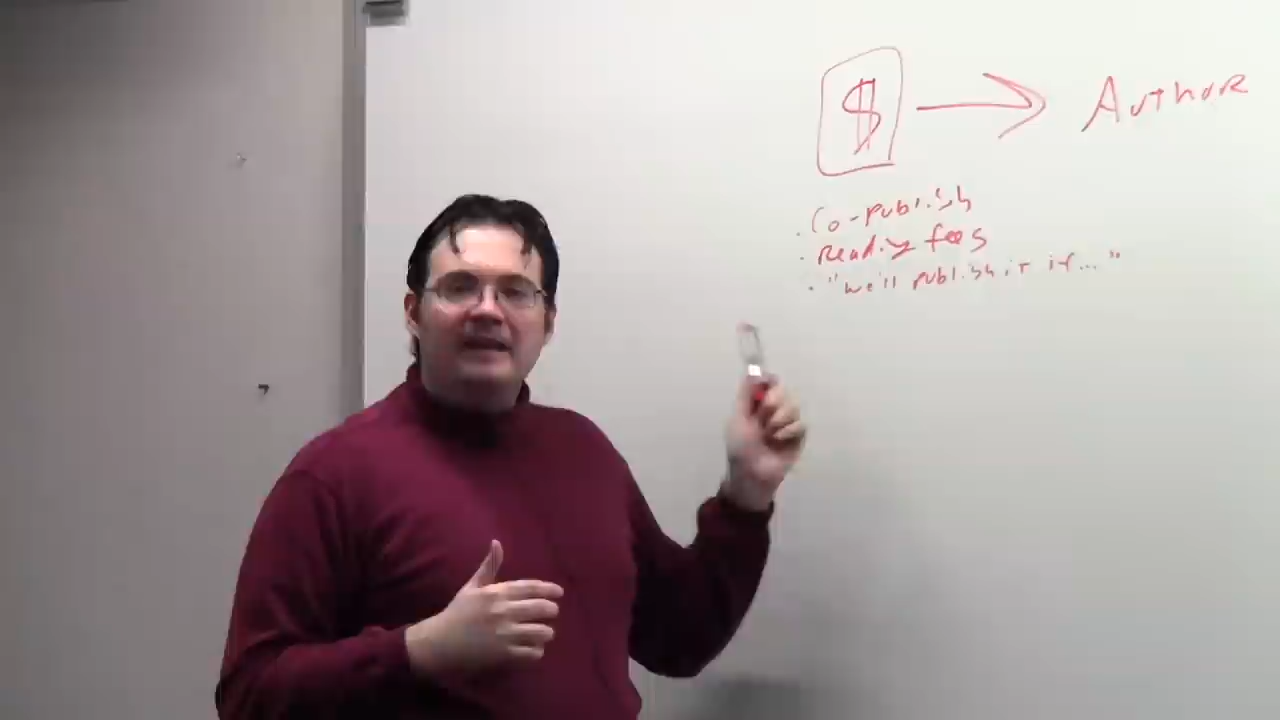 $ → Author
. Co-publish
. Reading fees
. "we'll publish it if..."